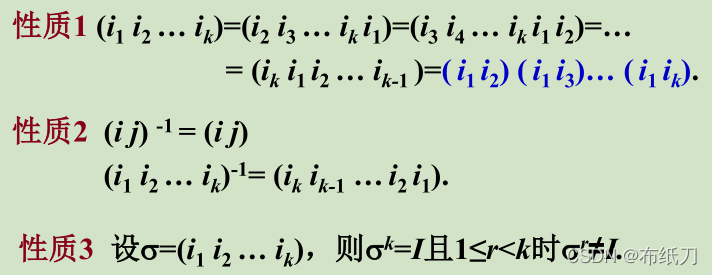 性质1 (i₁ i₂ … iₖ)=(i₂ i₃ … iₖ i₁)=(i₃ i₄ … iₖ i₁ i₂)=…
= (iₖ i₁ i₂ … iₖ₋₁ )=( i₁ i₂) ( i₁ i₃)… ( i₁ iₖ).
性质2 (i j) ⁻¹ = (i j)
(i₁ i₂ … iₖ)⁻¹= (iₖ iₖ₋₁ … i₂ i₁).
性质3 设σ=(i₁ i₂ … iₖ)，则σᵏ=I且1≤r<k时σʳ≠I.
CSDN @布纸刀